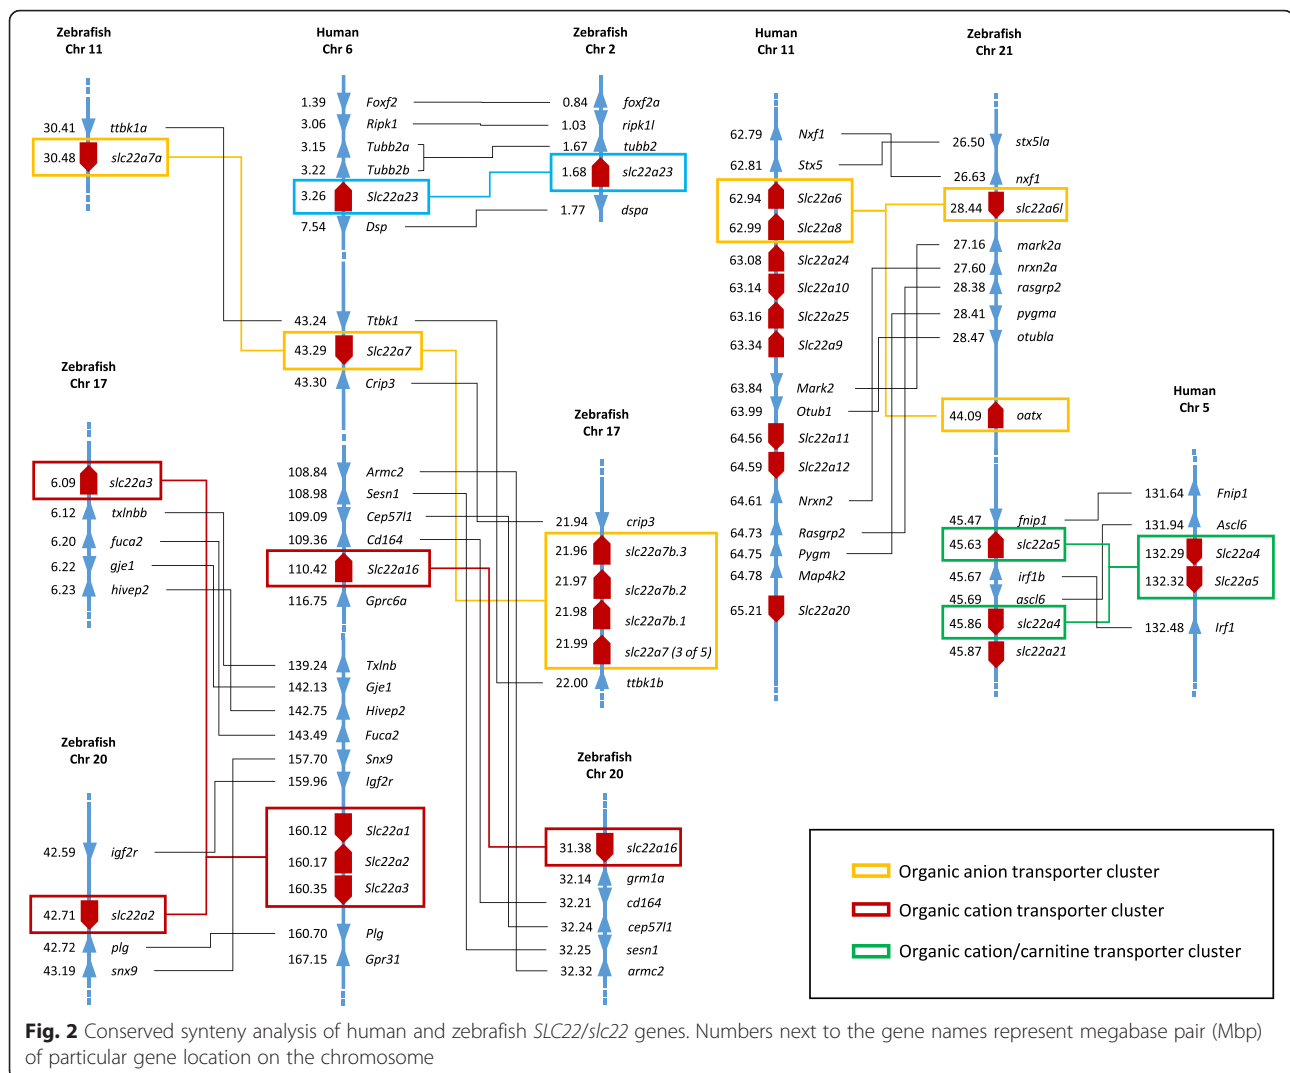 Zebrafish
Chr 11
30.41 ttbk1a
30.48 slc22a7a
Human
Chr 6
1.39 Foxf2
3.06 Ripk1
3.15 Tubb2a
3.22 Tubb2b
3.26 Slc22a23
7.54 Dsp
43.24 Ttbk1
43.29 Slc22a7
43.30 Crip3
108.84 Armc2
108.98 Sesn1
109.09 Cep57l1
109.36 Cd164
110.42 Slc22a16
116.75 Gprc6a
139.24 Txlnb
142.13 Gje1
142.75 Hivep2
143.49 Fuca2
157.70 Snx9
159.96 Igf2r
160.12 Slc22a1
160.17 Slc22a2
160.35 Slc22a3
160.70 Plg
167.15 Gpr31
Zebrafish
Chr 2
0.84 foxf2a
1.03 ripk1l
1.67 tubb2
1.68 slc22a23
1.77 dspa
Human
Chr 11
62.79 Nxf1
62.81 Stx5
62.94 Slc22a6
62.99 Slc22a8
63.08 Slc22a24
63.14 Slc22a10
63.16 Slc22a25
63.34 Slc22a9
63.84 Mark2
63.99 Otub1
64.56 Slc22a11
64.59 Slc22a12
64.61 Nrxn2
64.73 Rasgrp2
64.75 Pygm
64.78 Map4k2
65.21 Slc22a20
Zebrafish
Chr 21
26.50 stx5la
26.63 nxf1
28.44 slc22a6l
27.16 mark2a
27.60 nrxn2a
28.38 rasgrp2
28.41 pygma
28.47 otubla
44.09 oatx
45.47 fnip1
45.63 slc22a5
45.67 irf1b
45.69 ascl6
45.86 slc22a4
45.87 slc22a21
Human
Chr 5
131.64 Fnip1
131.94 Ascl6
132.29 Slc22a4
132.32 Slc22a5
132.48 Irf1
Zebrafish
Chr 17
6.09 slc22a3
6.12 txlnbb
6.20 fuca2
6.22 gje1
6.23 hivep2
Zebrafish
Chr 17
21.94 crip3
21.96 slc22a7b.3
21.97 slc22a7b.2
21.98 slc22a7b.1
21.99 slc22a7 (3 of 5)
22.00 ttbk1b
Zebrafish
Chr 20
42.59 igf2r
42.71 slc22a2
42.72 plg
43.19 snx9
Zebrafish
Chr 20
31.38 slc22a16
32.14 grm1a
32.21 cd164
32.24 cep57l1
32.25 sesn1
32.32 armc2
Organic anion transporter cluster
Organic cation transporter cluster
Organic cation/carnitine transporter cluster
Fig. 2 Conserved synteny analysis of human and zebrafish SLC22/slc22 genes. Numbers next to the gene names represent megabase pair (Mbp)
of particular gene location on the chromosome